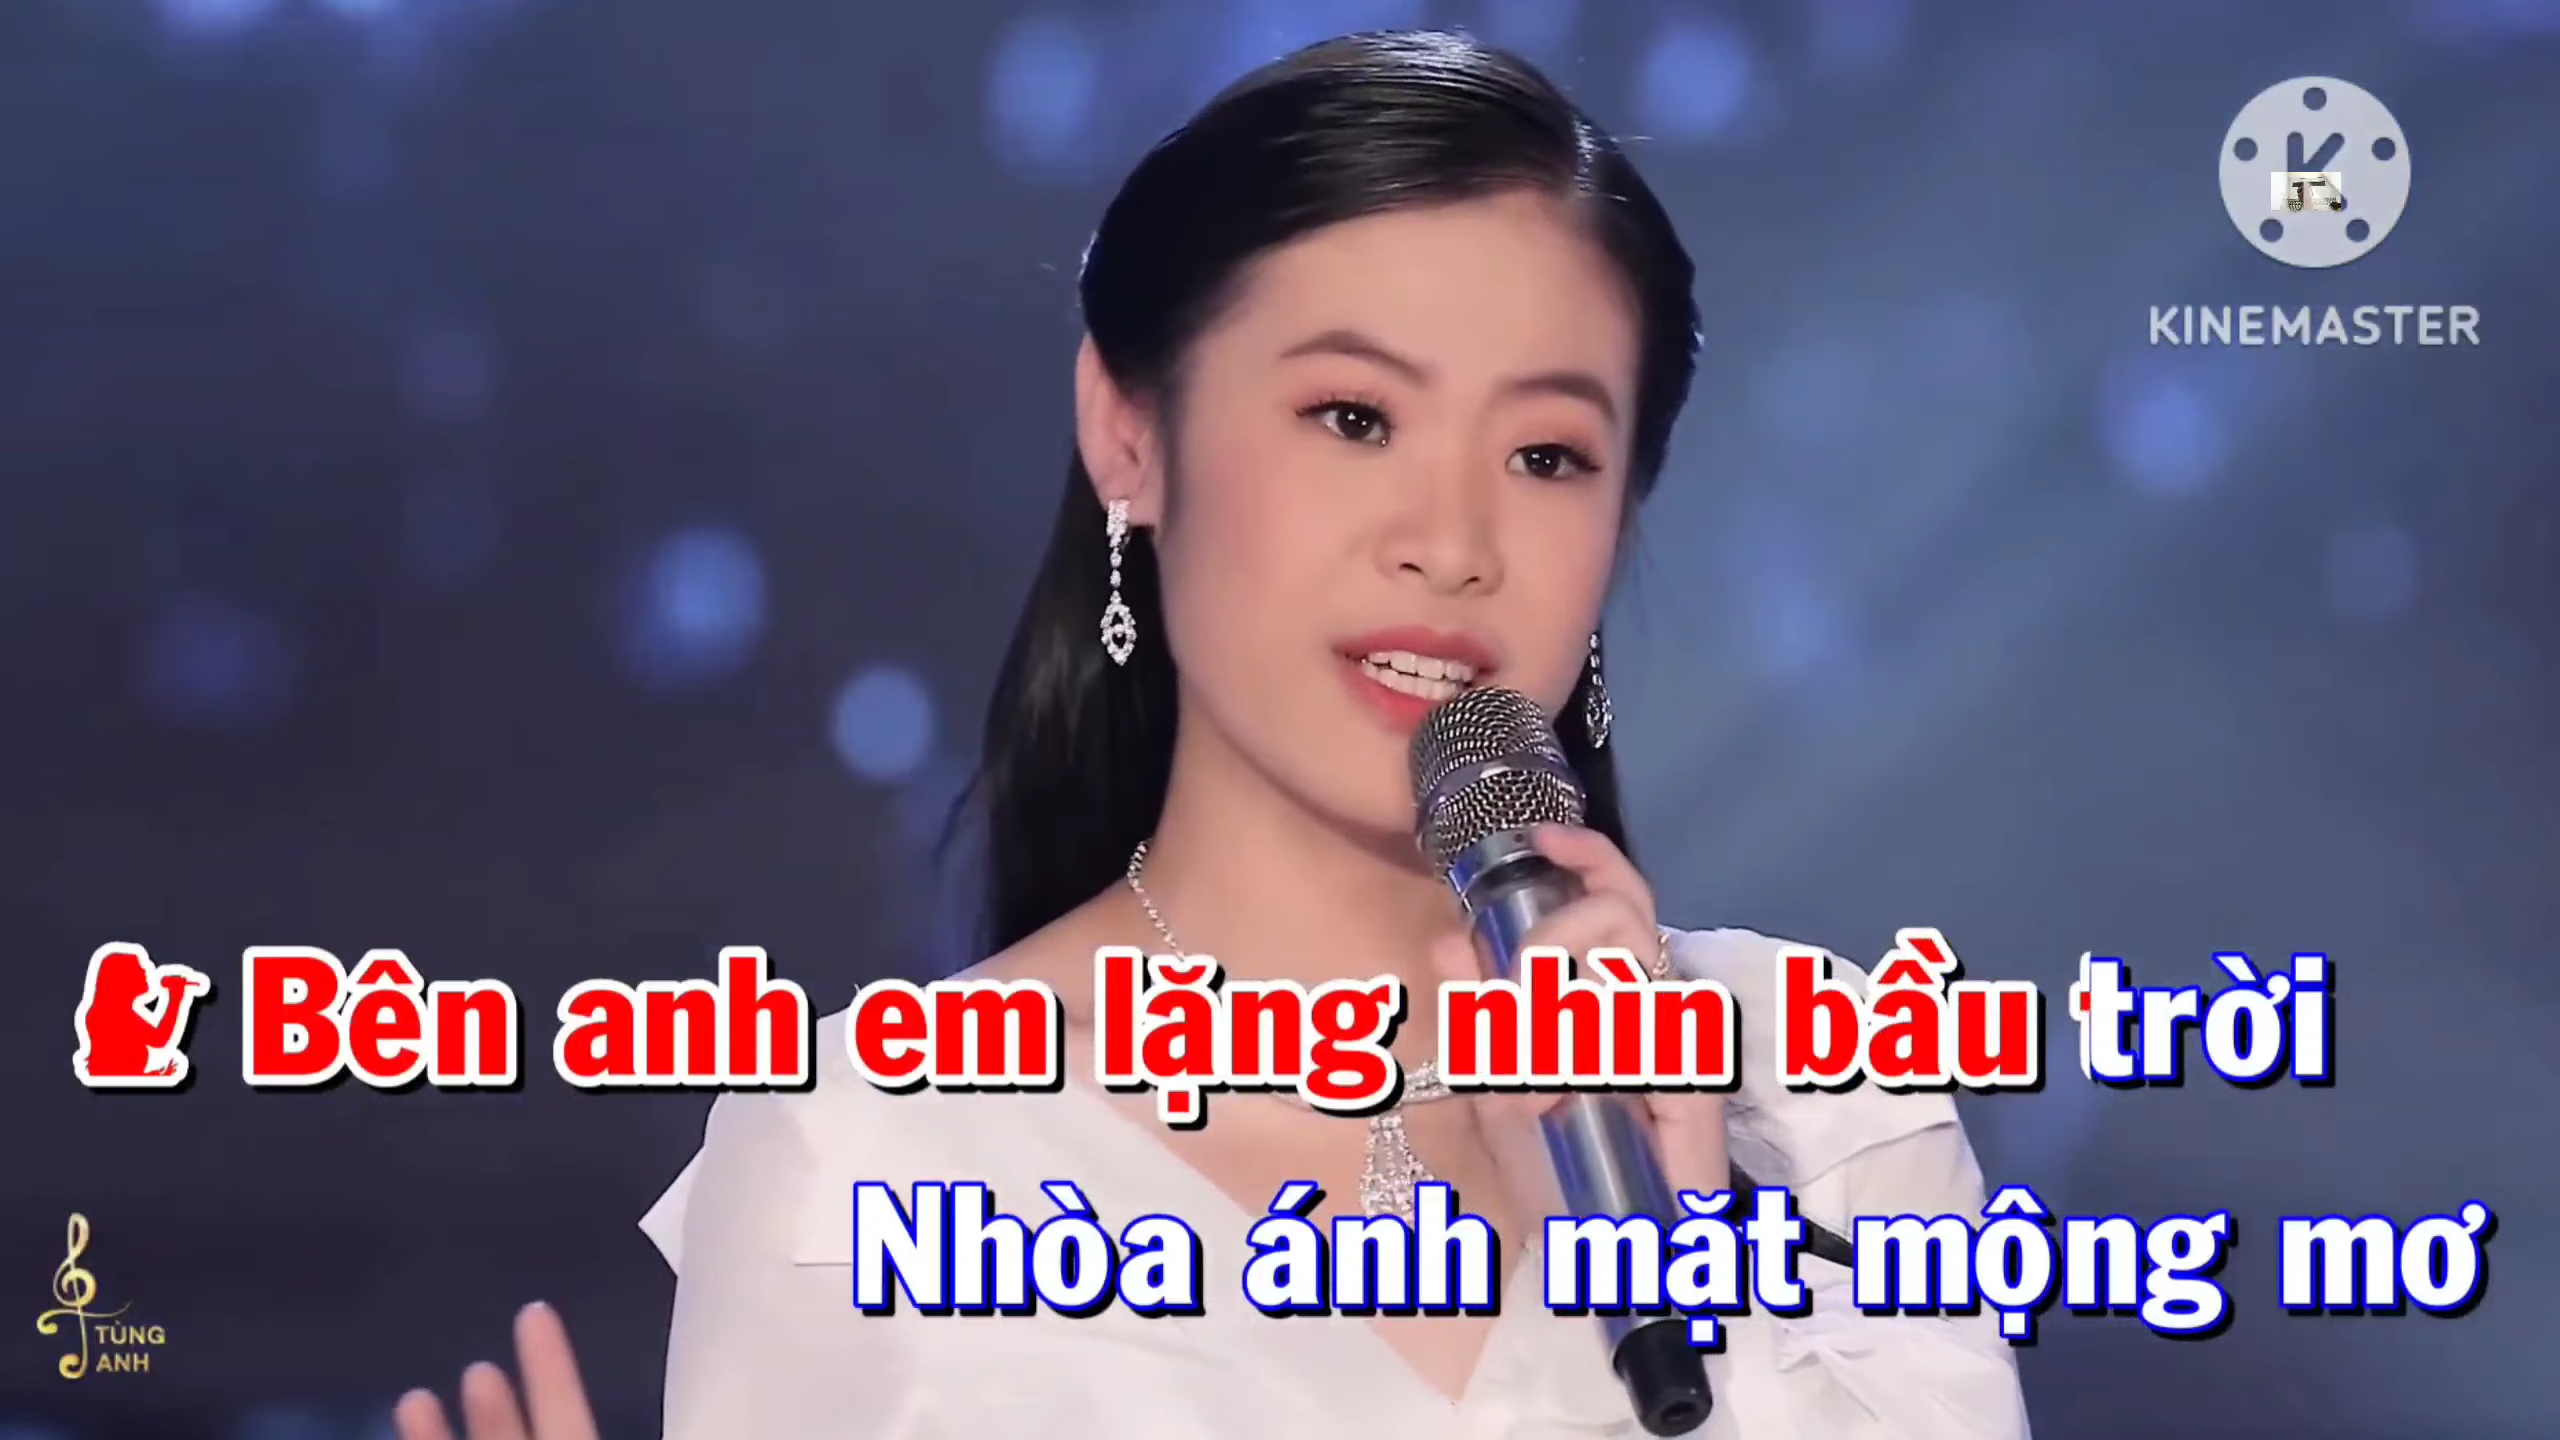 KINEMASTER
Bên anh em lặng nhìn bầu trời
Nhòa ánh mặt mộng mơ
TÙNG
ANH